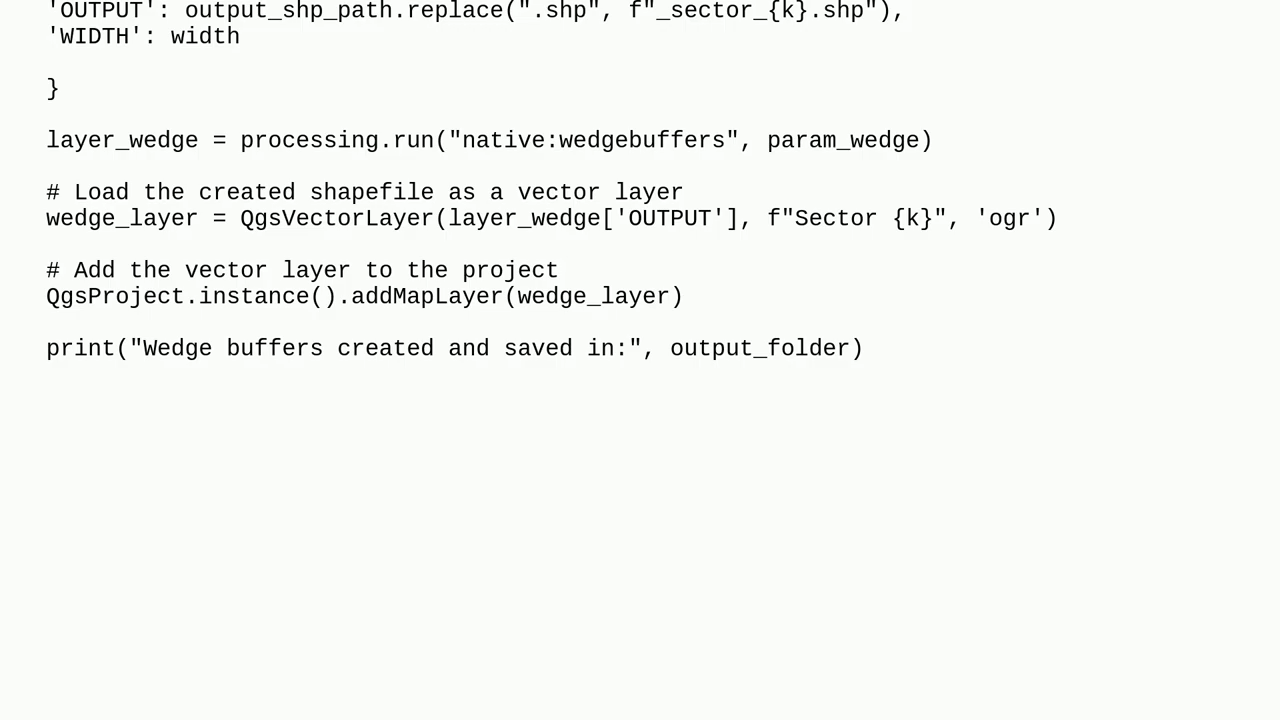 'OUTPUT': output_shp_path.replace(".shp", f"_sector_{k}.shp"),
'WIDTH': width
}
layer_wedge = processing.run("native:wedgebuffers", param_wedge)
# Load the created shapefile as a vector layer
wedge_layer = QgsVectorLayer(layer_wedge['OUTPUT'], f"Sector {k}", 'ogr')
# Add the vector layer to the project
QgsProject.instance().addMapLayer(wedge_layer)
print("Wedge buffers created and saved in:", output_folder)